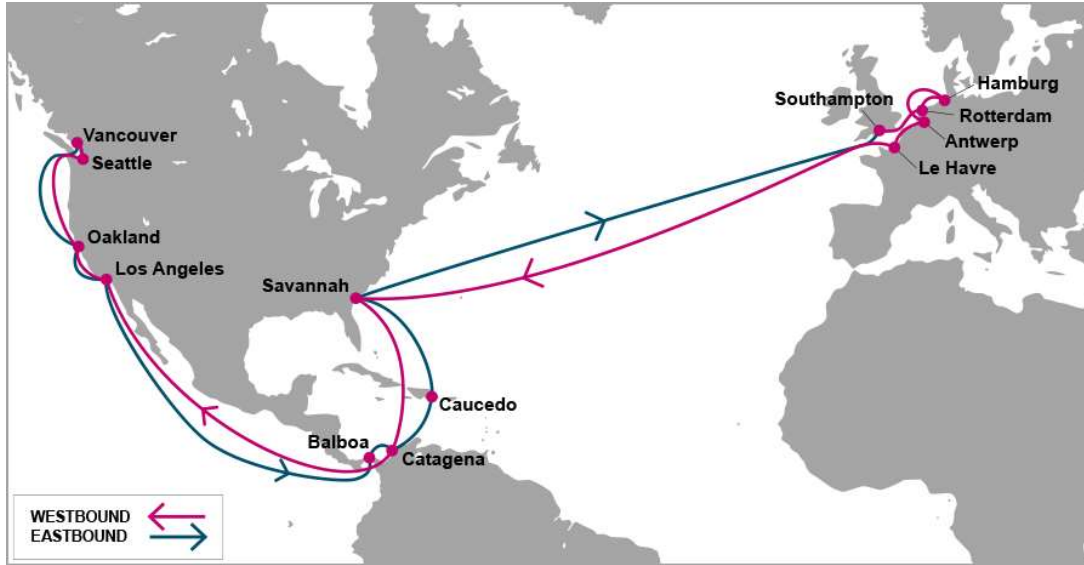 Hamburg
Southampton
Rotterdam
Vancouver
Antwerp
Seattle
Le Havre
Oakland
Los Angeles
Savannah
Caucedo
Balboa
Catagena
WESTBOUND
EASTBOUND